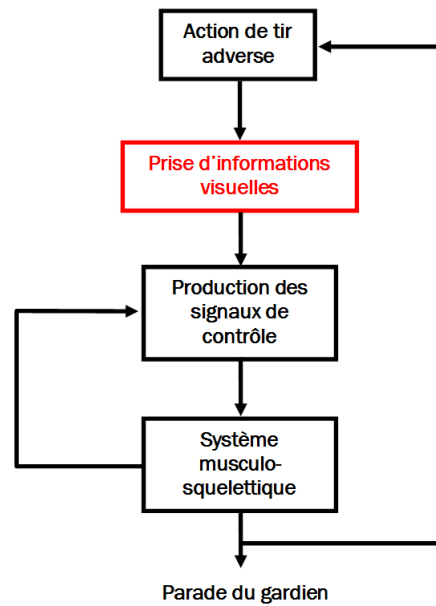 Action de tir
adverse
Prise d'informations
visuelles
Production des
signaux de
contrôle
Système
musculo-
squelettique
Parade du gardien